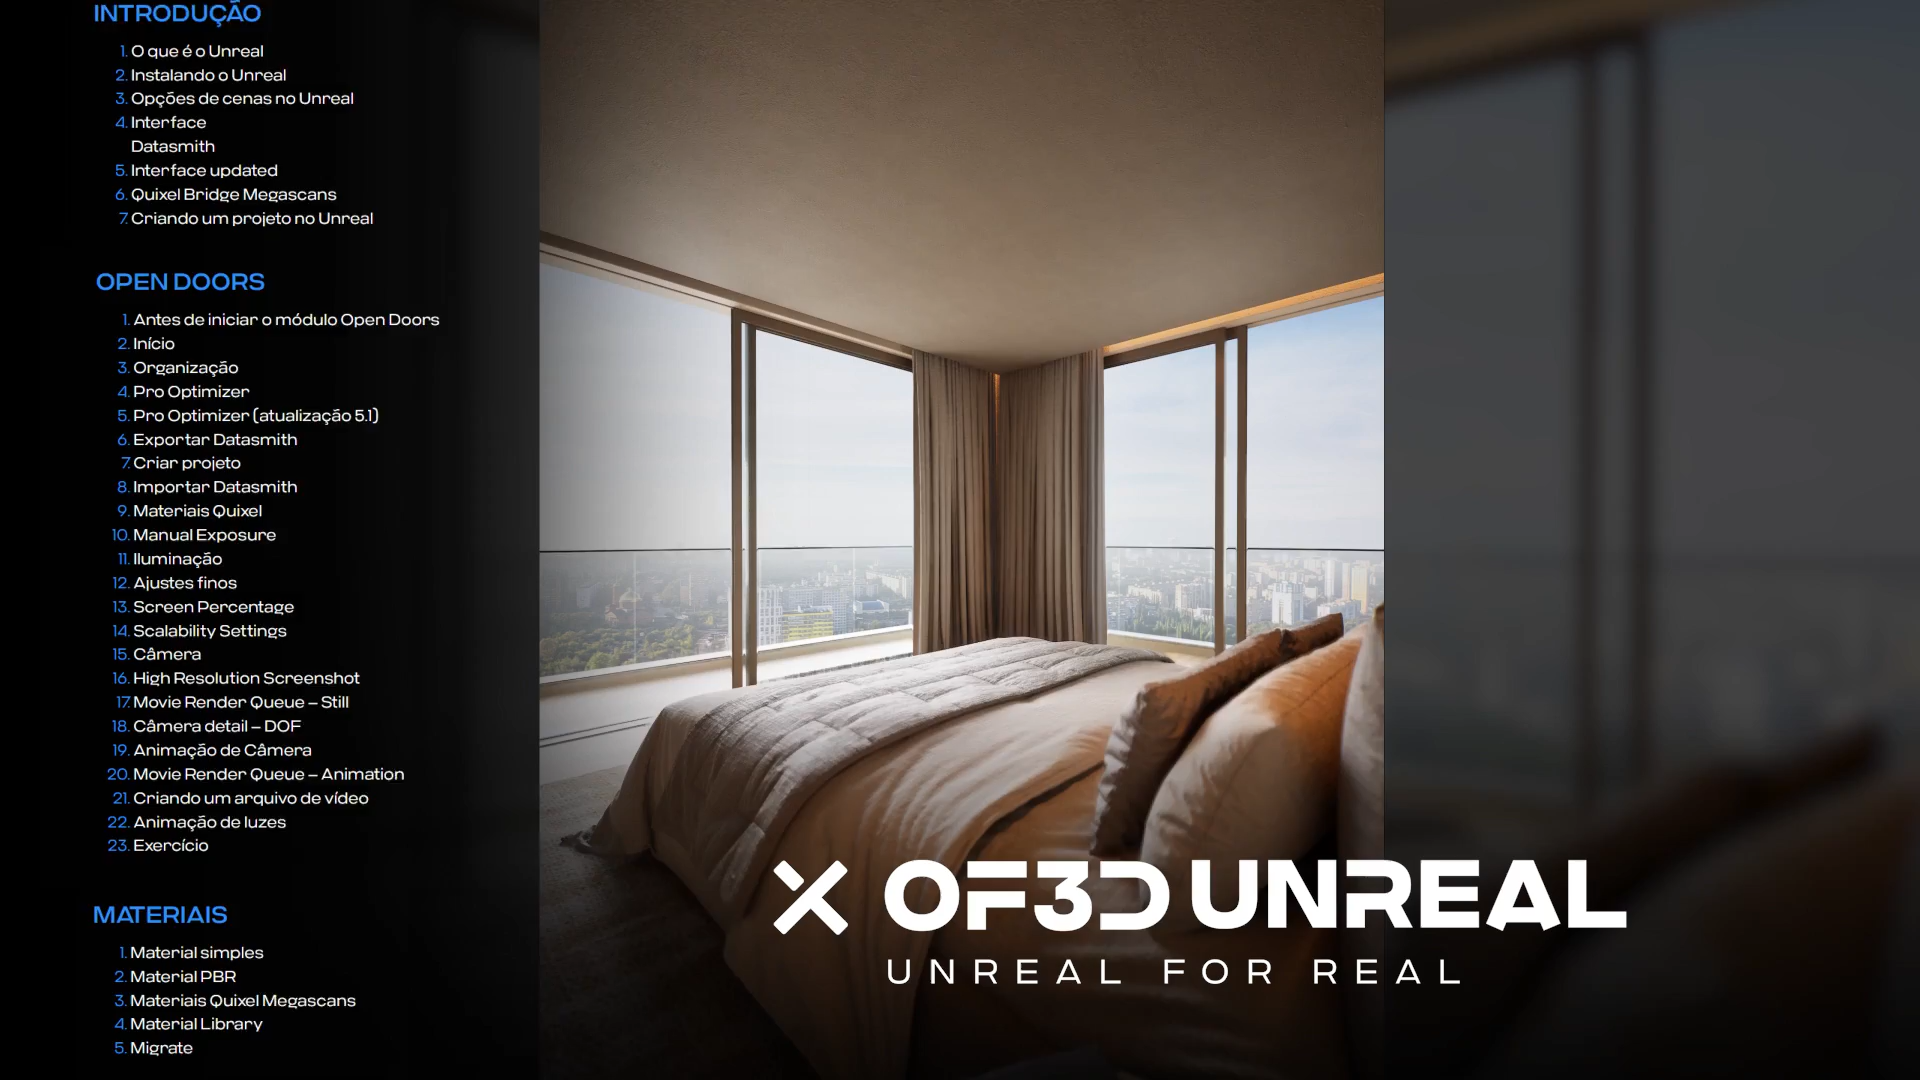 INTRODUÇÃO
1. O que é o Unreal
2. Instalando o Unreal
3. Opções de cenas no Unreal
4. Interface
Datasmith
5. Interface updated
6. Quixel Bridge Megascans
7. Criando um projeto no Unreal
OPEN DOORS
1. Antes de iniciar o módulo Open Doors
2. Início
3. Organização
4. Pro Optimizer
5. Pro Optimizer (atualização 5.1)
6. Exportar Datasmith
7. Criar projeto
8. Importar Datasmith
9. Materiais Quixel
10. Manual Exposure
11. Iluminação
12. Ajustes finos
13. Screen Percentage
14. Scalability Settings
15. Câmera
16. High Resolution Screenshot
17. Movie Render Queue – Still
18. Câmera detail – DOF
19. Animação de Câmera
20. Movie Render Queue – Animation
21. Criando um arquivo de vídeo
22. Animação de luzes
23. Exercício
MATERIAIS
1. Material simples
2. Material PBR
3. Materiais Quixel Megascans
4. Material Library
5. Migrate
OF3D UNREAL
UNREAL FOR REAL